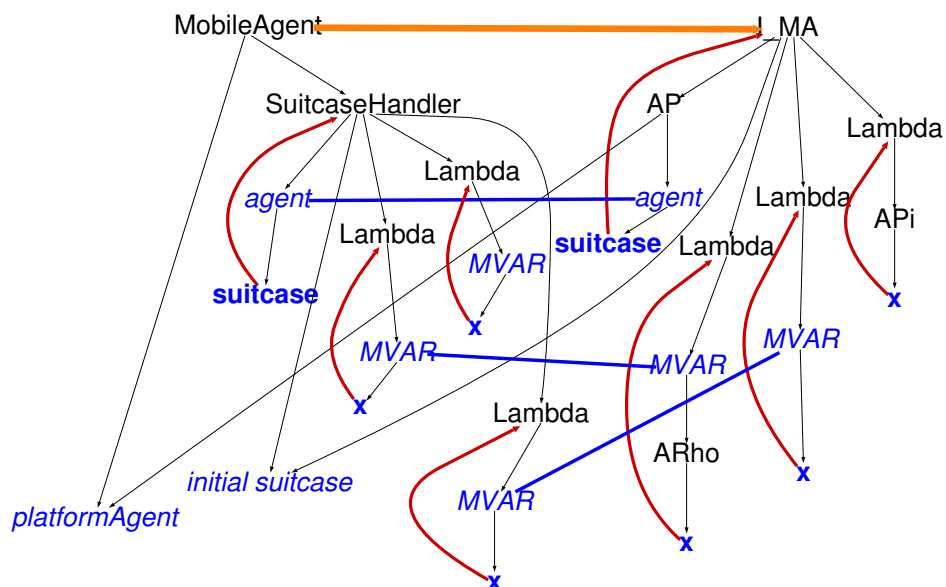 MobileAgent
I_MA
SuitcaseHandler
AP
Lambda
Lambda
agent
agent
Lambda
APi
Lambda
suitcase
Lambda
MVAR
suitcase
x
x
MVAR
MVAR
MVAR
x
Lambda
ARho
initial suitcase
x
MVAR
platformAgent
x
x